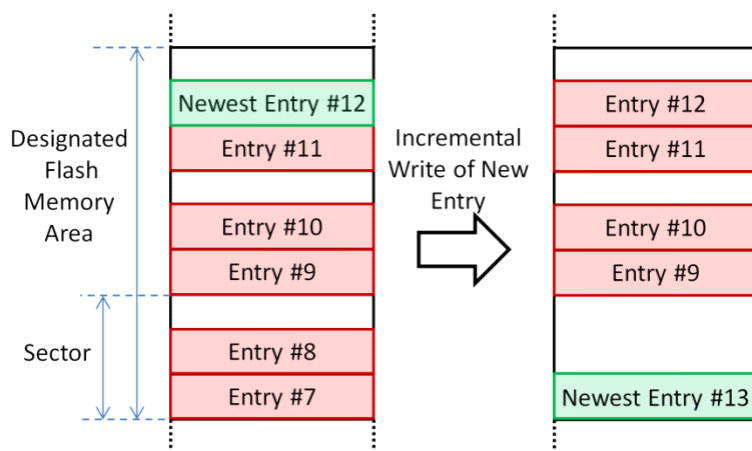 Newest Entry #12
Entry #11
Entry #10
Entry #9
Entry #8
Entry #7
Designated
Flash
Memory
Area
Sector
Incremental
Write of New
Entry
Entry #12
Entry #11
Entry #10
Entry #9
Newest Entry #13